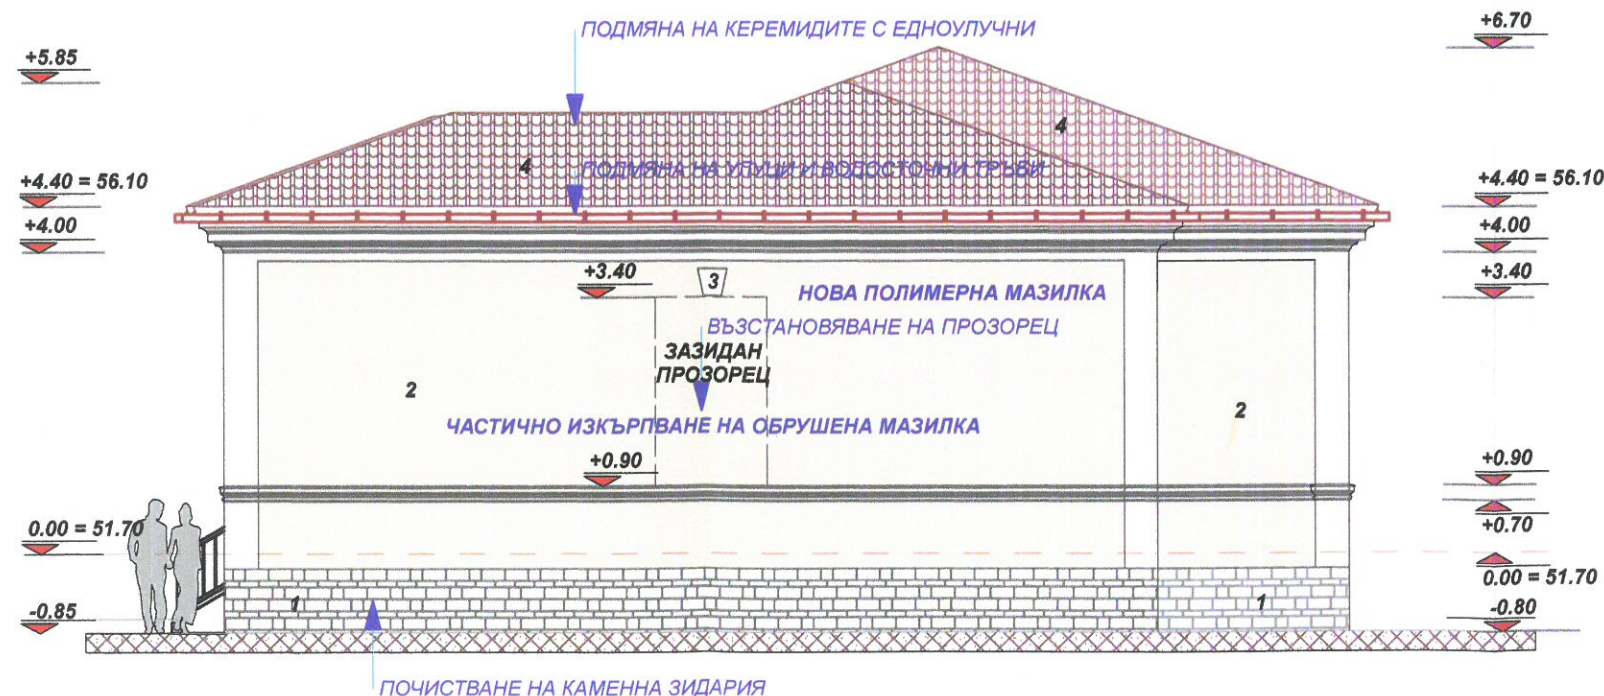 ПОДМЯНА НА КЕРЕМИДИТЕ С ЕДНОУЛУЧНИ
+6.70
+5.85
4
4
ПОДМЯНА НА УЛУЦИ И ВОДОСТОЧНИ ТРЪБИ
+4.40 = 56.10
+4.40 = 56.10
+4.00
+4.00
+3.40
3
+3.40
НОВА ПОЛИМЕРНА МАЗИЛКА
ВЪЗСТАНОВЯВАНЕ НА ПРОЗОРЕЦ
ЗАЗИДАН
ПРОЗОРЕЦ
2
2
ЧАСТИЧНО ИЗКЪРПВАНЕ НА ОБРУШЕНА МАЗИЛКА
+0.90
+0.90
0.00 = 51.70
+0.70
0.00 = 51.70
-0.85
1
1
-0.80
ПОЧИСТВАНЕ НА КАМЕННА ЗИДАРИЯ